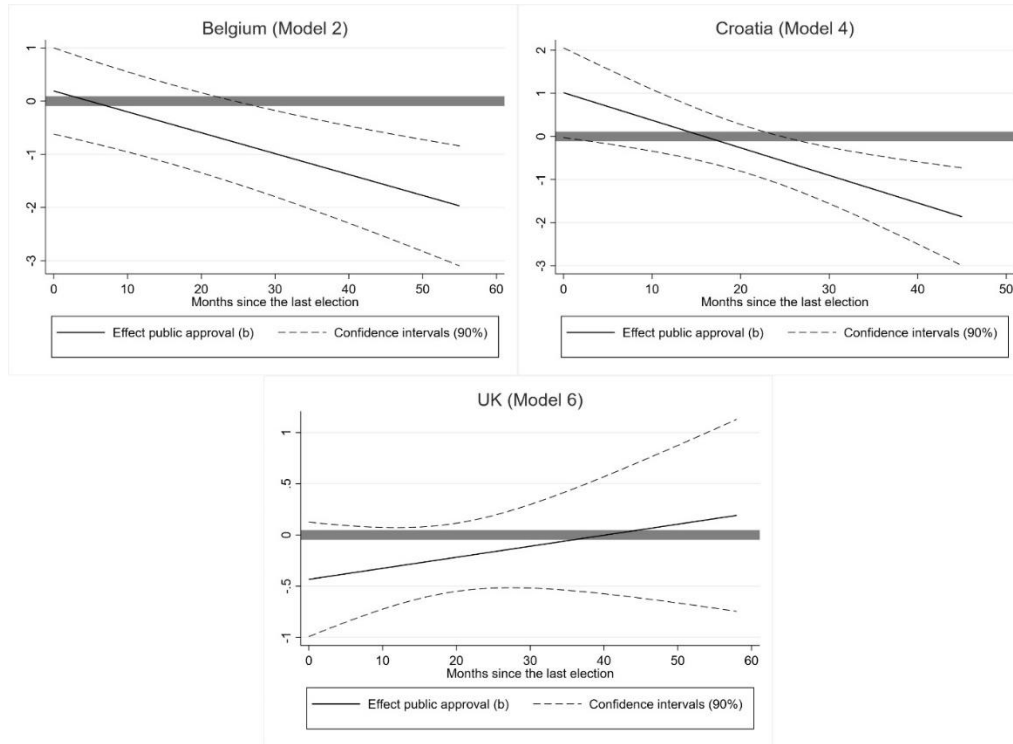 Belgium (Model 2)
1
0
-1
-2
-3
0 10 20 30 40 50 60
Months since the last election
Effect public approval (b) Confidence intervals (90%)
Croatia (Model 4)
2
1
0
-1
-2
-3
0 10 20 30 40 50
Months since the last election
Effect public approval (b) Confidence intervals (90%)
UK (Model 6)
1
.5
0
-.5
-1
0 10 20 30 40 50 60
Months since the last election
Effect public approval (b) Confidence intervals (90%)